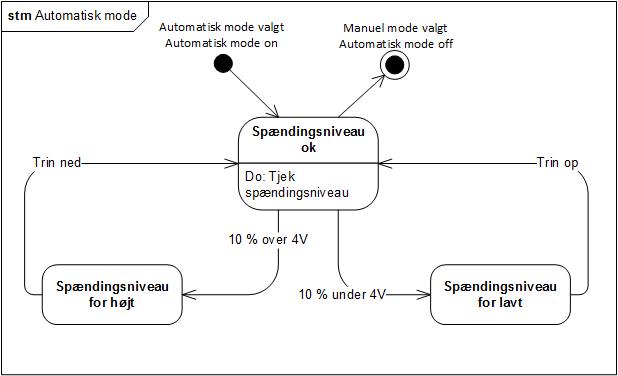 stm Automatisk mode
Automatisk mode valgt
Automatisk mode on
Manuel mode valgt
Automatisk mode off
Spændingsniveau
ok
Do: Tjek
spændingsniveau
Trin ned
Trin op
10 % over 4V
10 % under 4V
Spændingsniveau
for højt
Spændingsniveau
for lavt